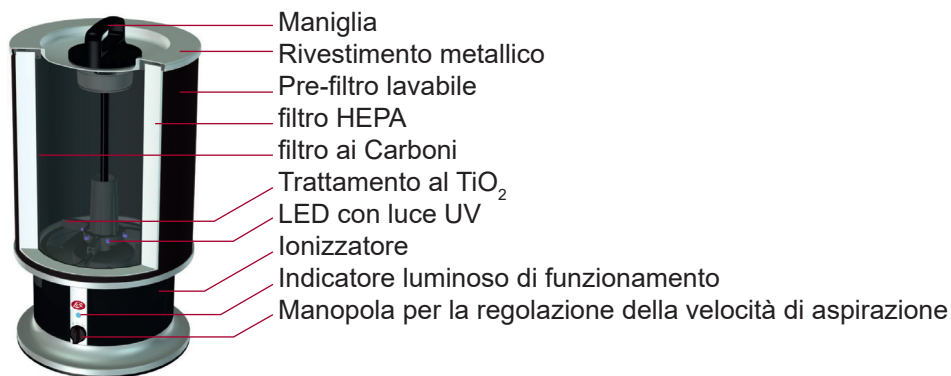 Maniglia
Rivestimento metallico
Pre-filtro lavabile
filtro HEPA
filtro ai Carboni
Trattamento al TiO₂
LED con luce UV
Ionizzatore
Indicatore luminoso di funzionamento
Manopola per la regolazione della velocità di aspirazione